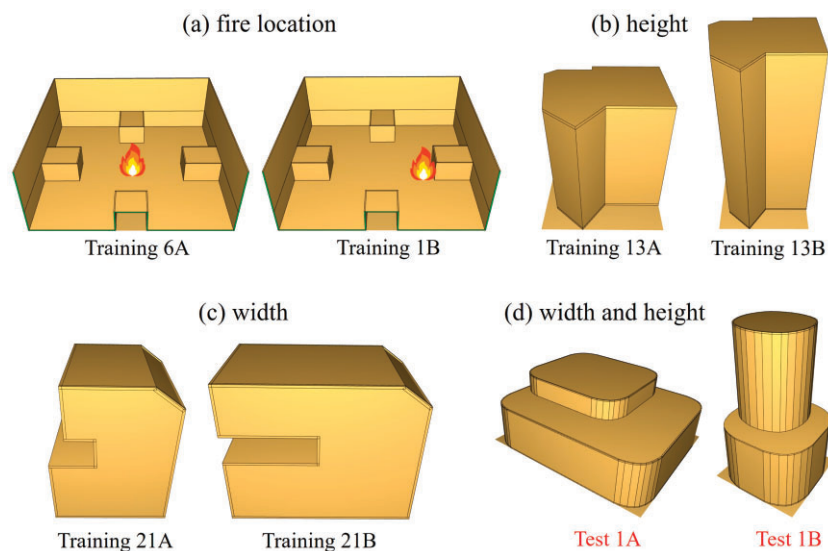 (a) fire location
(b) height
Training 6A
Training 1B
Training 13A
Training 13B
(c) width
(d) width and height
Training 21A
Training 21B
Test 1A
Test 1B